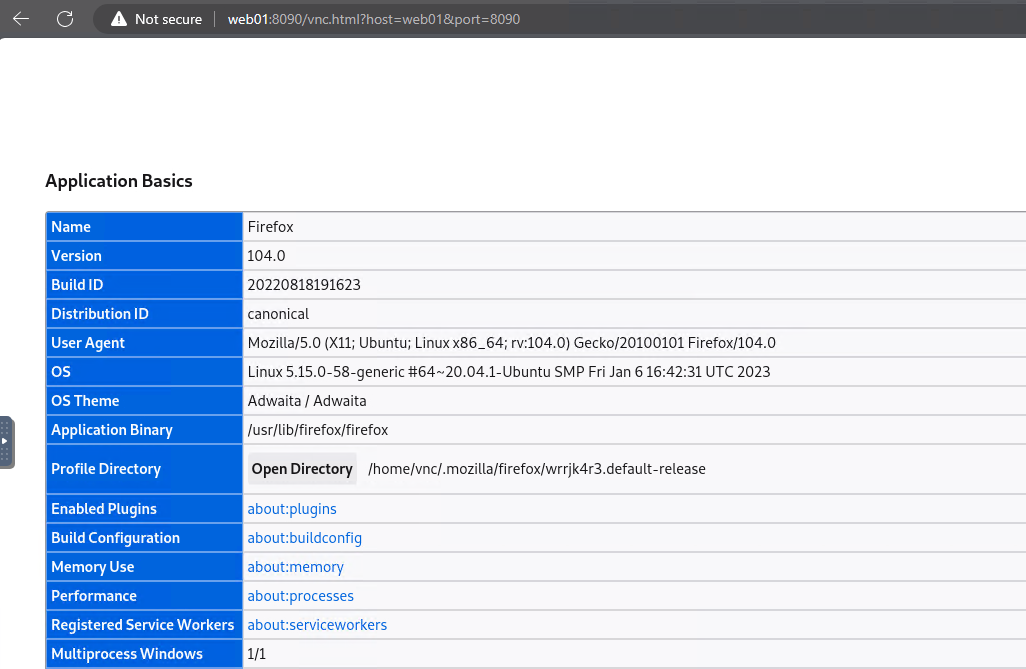 Not secure web01:8090/vnc.html?host=web01&port=8090
Application Basics
Name Firefox
Version 104.0
Build ID 20220818191623
Distribution ID canonical
User Agent Mozilla/5.0 (X11; Ubuntu; Linux x86_64; rv:104.0) Gecko/20100101 Firefox/104.0
OS Linux 5.15.0-58-generic #64~20.04.1-Ubuntu SMP Fri Jan 6 16:42:31 UTC 2023
OS Theme Adwaita / Adwaita
Application Binary /usr/lib/firefox/firefox
Profile Directory Open Directory /home/vnc/.mozilla/firefox/wrrjk4r3.default-release
Enabled Plugins about:plugins
Build Configuration about:buildconfig
Memory Use about:memory
Performance about:processes
Registered Service Workers about:serviceworkers
Multiprocess Windows 1/1